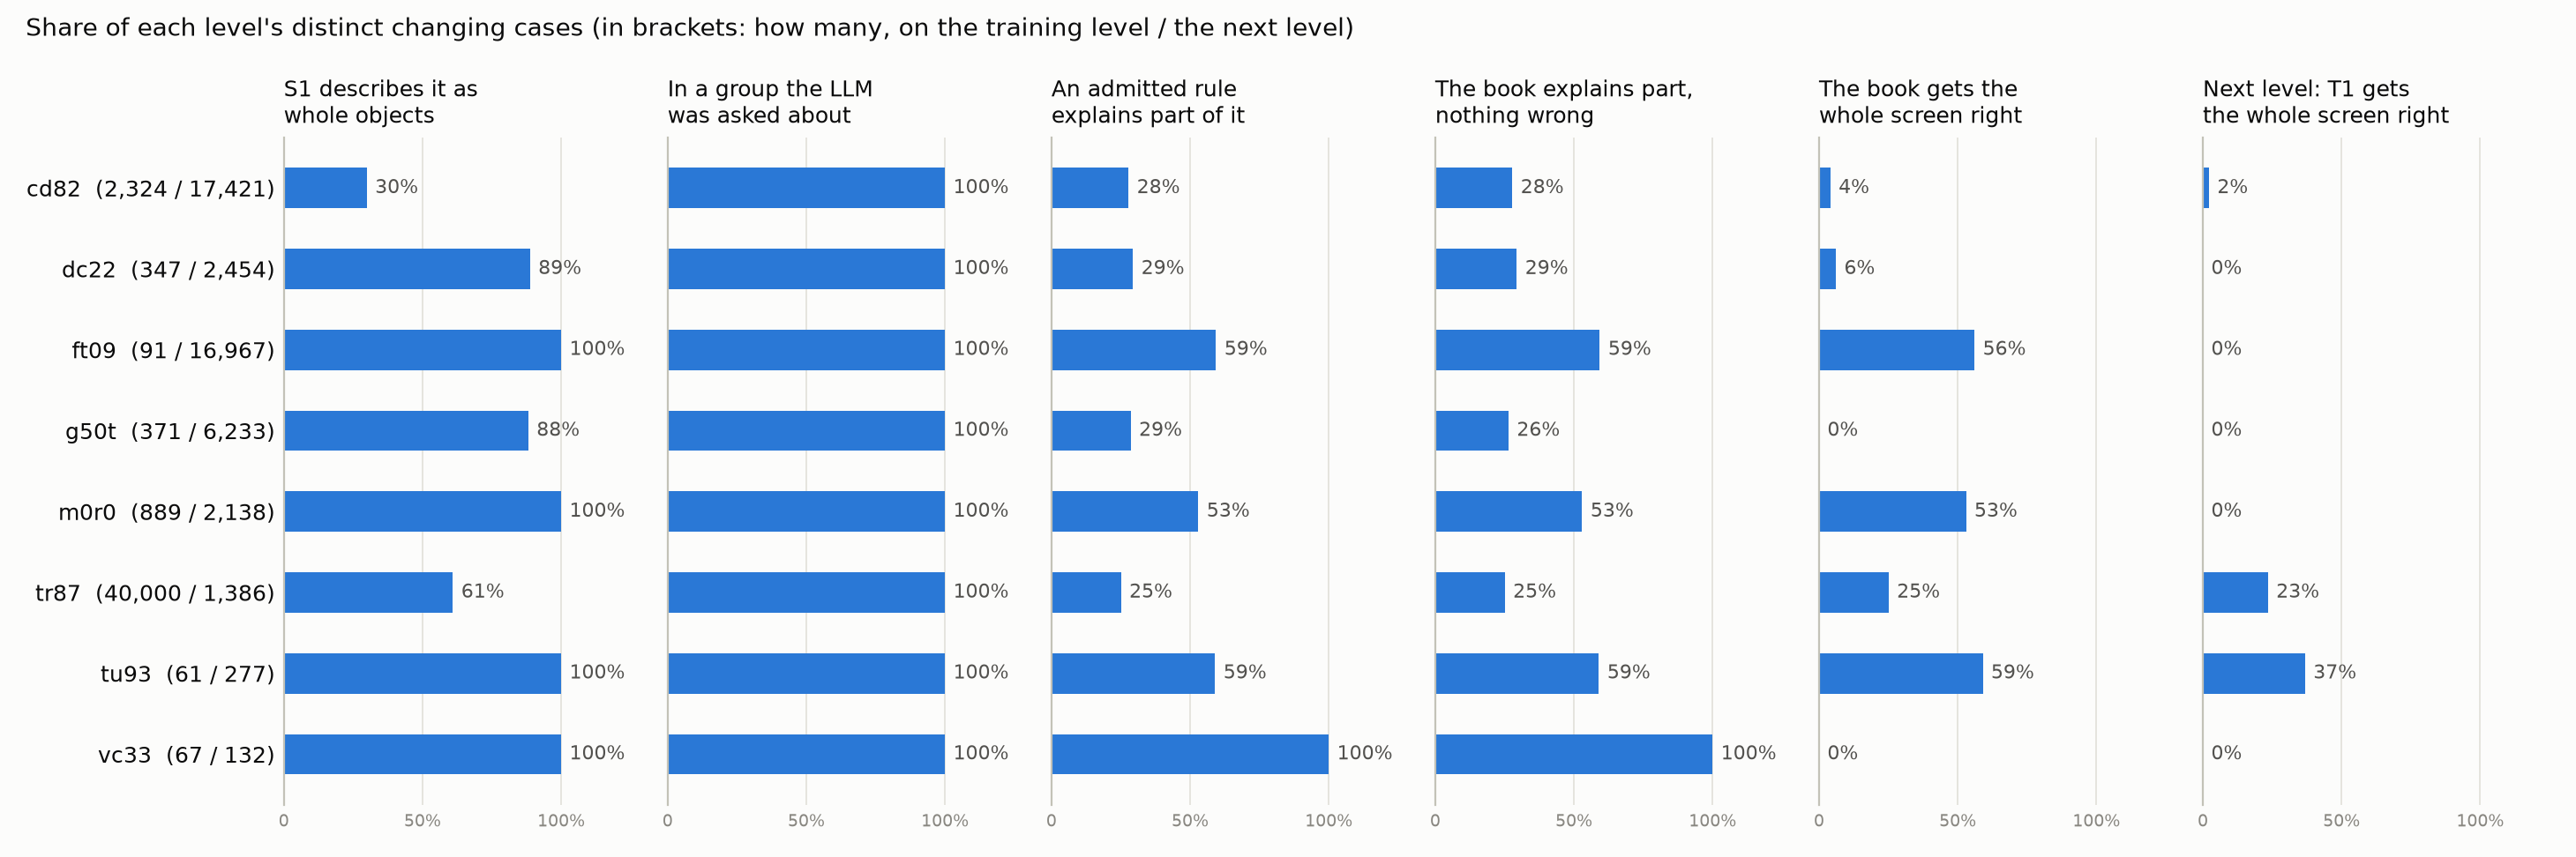 Share of each level's distinct changing cases (in brackets: how many, on the training level / the next level)
S1 describes it as
whole objects
In a group the LLM
was asked about
An admitted rule
explains part of it
The book explains part,
nothing wrong
The book gets the
whole screen right
Next level: T1 gets
the whole screen right
cd82 (2,324 / 17,421) 30% 100% 28% 28% 4% 2%
dc22 (347 / 2,454) 89% 100% 29% 29% 6% 0%
ft09 (91 / 16,967) 100% 100% 59% 59% 56% 0%
g50t (371 / 6,233) 88% 100% 29% 26% 0% 0%
m0r0 (889 / 2,138) 100% 100% 53% 53% 53% 0%
tr87 (40,000 / 1,386) 61% 100% 25% 25% 25% 23%
tu93 (61 / 277) 100% 100% 59% 59% 59% 37%
vc33 (67 / 132) 100% 100% 100% 100% 0% 0%
0 50% 100% 0 50% 100% 0 50% 100% 0 50% 100% 0 50% 100% 0 50% 100%